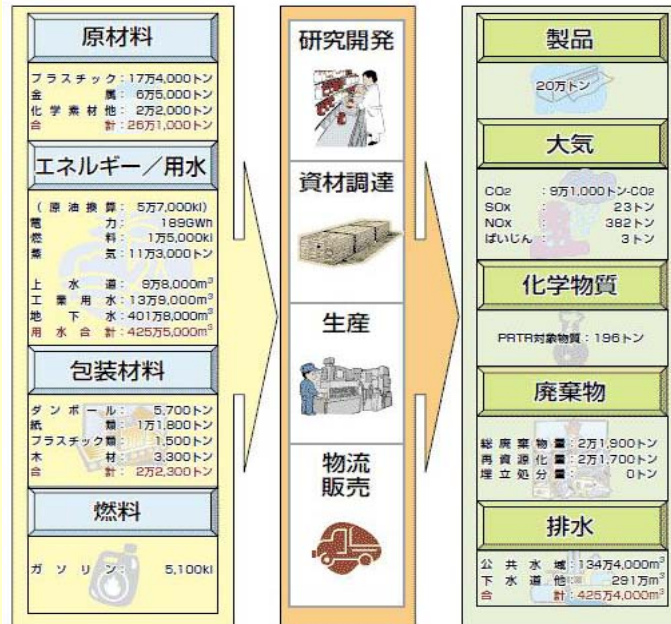 原材料
プラスチック：17万4,000トン
金属：6万5,000トン
化学素材他：2万2,000トン
合計：26万1,000トン
エネルギー／用水
（原油換算：5万7,000kl）
電力：189GWh
燃料：1万5,000kl
蒸気：11万3,000トン
上水道：9万8,000m³
工業用水：13万9,000m³
地下水：401万8,000m³
用水合計：425万5,000m³
包装材料
ダンボール：5,700トン
紙類：1万1,800トン
プラスチック類：1,500トン
木材：3,300トン
合計：2万2,300トン
燃料
ガソリン：5,100kl
研究開発
資材調達
生産
物流
販売
製品
20万トン
大気
CO₂：9万1,000トン-CO₂
SOx：23トン
NOx：382トン
ばいじん：3トン
化学物質
PRTR対象物質：196トン
廃棄物
総廃棄物量：2万1,900トン
再資源化量：2万1,700トン
埋立処分量：0トン
排水
公共水域：134万4,000m³
下水道他：291万m³
合計：425万4,000m³